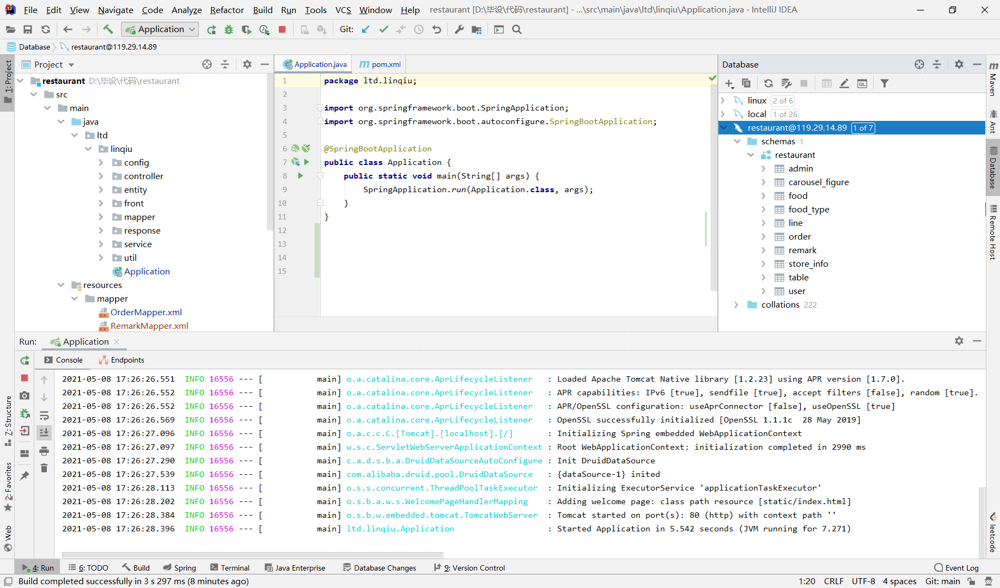 File Edit View Navigate Code Analyze Refactor Build Run Tools VCS Window Help restaurant [D:\毕设\代码\restaurant] - ...\src\main\java\ltd\linqiu\Application.java - IntelliJ IDEA
Application Git:
Database restaurant@119.29.14.89
1: Project
Project
restaurant D:\毕设\代码\restaurant
src
main
java
ltd
linqiu
config
controller
entity
front
mapper
response
service
util
Application
resources
mapper
OrderMapper.xml
RemarkMapper.xml
Application.java pom.xml
1 package ltd.linqiu;
2
3 import org.springframework.boot.SpringApplication;
4 import org.springframework.boot.autoconfigure.SpringBootApplication;
5
6 @SpringBootApplication
7 public class Application {
8 public static void main(String[] args) {
9 SpringApplication.run(Application.class, args);
10 }
11 }
12
13
14
15
Database
QL
linux 2 of 6
local 1 of 26
restaurant@119.29.14.89 1 of 7
schemas 1
restaurant
admin
carousel_figure
food
food_type
line
order
remark
store_info
table
user
collations 222
Maven
Ant
Database
Remote Host
leetcode
Run: Application
Console Endpoints
2021-05-08 17:26:26.551 INFO 16556 --- [ main] o.a.catalina.core.AprLifecycleListener : Loaded Apache Tomcat Native library [1.2.23] using APR version [1.7.0].
2021-05-08 17:26:26.552 INFO 16556 --- [ main] o.a.catalina.core.AprLifecycleListener : APR capabilities: IPv6 [true], sendfile [true], accept filters [false], random [true].
2021-05-08 17:26:26.552 INFO 16556 --- [ main] o.a.catalina.core.AprLifecycleListener : APR/OpenSSL configuration: useAprConnector [false], useOpenSSL [true]
2021-05-08 17:26:26.569 INFO 16556 --- [ main] o.a.catalina.core.AprLifecycleListener : OpenSSL successfully initialized [OpenSSL 1.1.1c 28 May 2019]
2021-05-08 17:26:27.096 INFO 16556 --- [ main] o.a.c.c.C.[Tomcat].[localhost].[/] : Initializing Spring embedded WebApplicationContext
2021-05-08 17:26:27.097 INFO 16556 --- [ main] w.s.c.ServletWebServerApplicationContext : Root WebApplicationContext: initialization completed in 2990 ms
2021-05-08 17:26:27.290 INFO 16556 --- [ main] c.a.d.s.b.a.DruidDataSourceAutoConfigure : Init DruidDataSource
2021-05-08 17:26:27.539 INFO 16556 --- [ main] com.alibaba.druid.pool.DruidDataSource : {dataSource-1} inited
2021-05-08 17:26:28.113 INFO 16556 --- [ main] o.s.s.concurrent.ThreadPoolTaskExecutor : Initializing ExecutorService 'applicationTaskExecutor'
2021-05-08 17:26:28.202 INFO 16556 --- [ main] o.s.b.a.w.s.WelcomePageHandlerMapping : Adding welcome page: class path resource [static/index.html]
2021-05-08 17:26:28.384 INFO 16556 --- [ main] o.s.b.w.embedded.tomcat.TomcatWebServer : Tomcat started on port(s): 80 (http) with context path ''
2021-05-08 17:26:28.396 INFO 16556 --- [ main] ltd.linqiu.Application : Started Application in 5.542 seconds (JVM running for 7.271)
Z: Structure
2: Favorites
Web
4: Run 6: TODO Build Spring Terminal Java Enterprise Database Changes 9: Version Control Event Log
Build completed successfully in 3 s 297 ms (8 minutes ago) 1:20 CRLF UTF-8 4 spaces Git: main